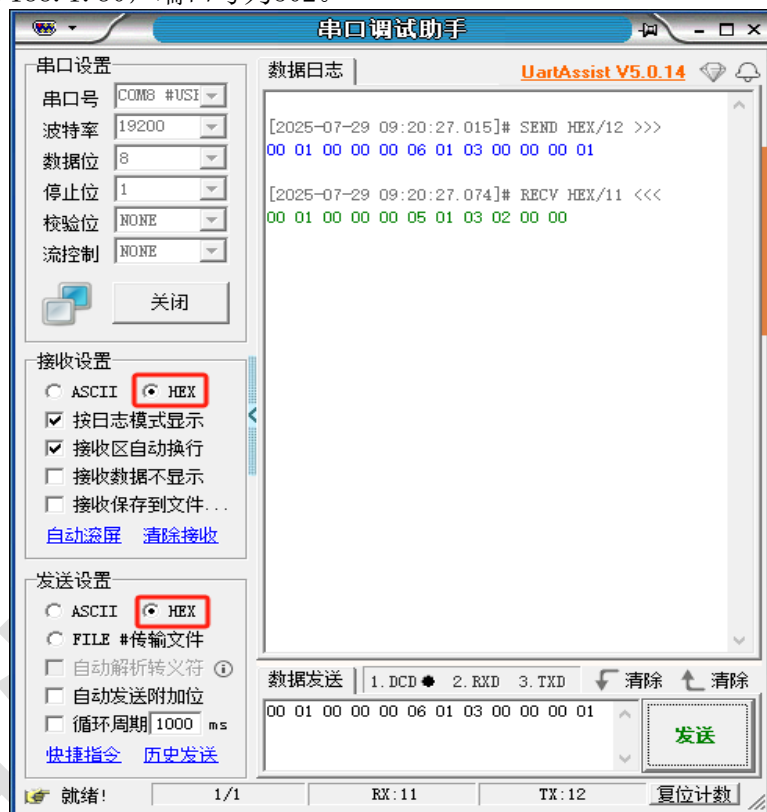 串口调试助手
串口设置
串口号 COM8 #USI
波特率 19200
数据位 8
停止位 1
校验位 NONE
流控制 NONE
关闭
接收设置
ASCII HEX
按日志模式显示
接收区自动换行
接收数据不显示
接收保存到文件...
自动滚屏 清除接收
发送设置
ASCII HEX
FILE #传输文件
自动解析转义符
自动发送附加位
循环周期 1000 ms
快捷指令 历史发送
数据日志 UartAssist V5.0.14
[2025-07-29 09:20:27.015]# SEND HEX/12 >>>
00 01 00 00 00 06 01 03 00 00 00 01
[2025-07-29 09:20:27.074]# RECV HEX/11 <<<
00 01 00 00 00 05 01 03 02 00 00
数据发送 1. DCD 2. RXD 3. TXD 清除 清除
00 01 00 00 00 06 01 03 00 00 00 01
发送
就绪! 1/1 RX:11 TX:12 复位计数